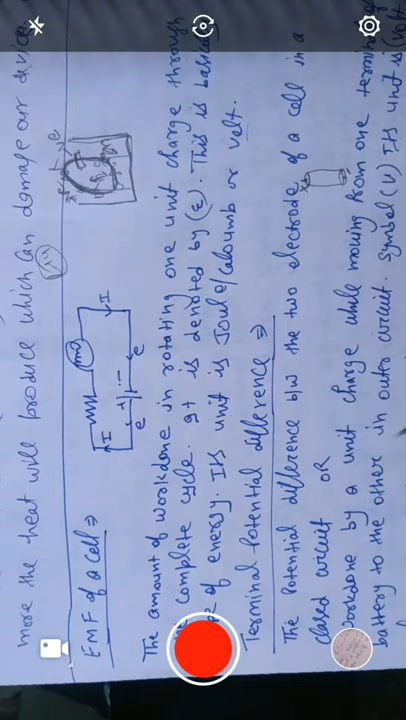 more the heat will produce which can damage our device.
EMF of a cell ⇒
I
I
e
e
The amount of workdone in rotating one unit charge through
complete cycle. It is denoted by (ε). This is basic
of energy. Its unit is Joule/Caloumb or volt.
Terminal Potential difference ⇒
The Potential difference b/w the two electrode of a cell in a
closed circuit OR
workdone by a unit charge while moving from one terminal
battery to the other in outer circuit. Symbol (V) Its unit is (volt